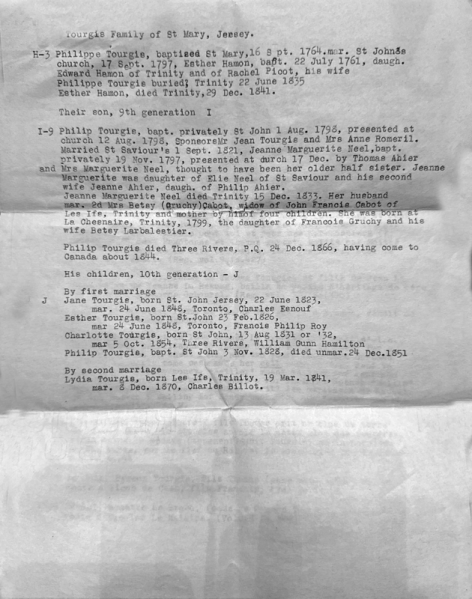 Tourgis Family of St Mary, Jersey.
H-3 Philippe Tourgis, baptized St Mary,16 S pt. 1764.mar. St John's
church, 17 Sept. 1797, Esther Hamon, bapt. 22 July 1761, daugh.
Edward Hamon of Trinity and of Rachel Picot, his wife
Philippe Tourgis buried, Trinity 22 June 1835
Esther Hamon, died Trinity,29 Dec. 1841.
Their son, 9th generation I
I-9 Philip Tourgis, bapt. privately St John 1 Aug. 1798, presented at
church 12 Aug. 1798, SponsorsMr Jean Tourgis and Mrs Anne Romeril.
Married St Saviour's 1 Sept. 1821, Jeanne Marguerite Neel,bapt.
privately 19 Nov. 1797, presented at church 17 Dec. by Thomas Ahier
and Mrs Marguerite Neel, thought to have been her older half sister. Jeanne
Marguerite was daughter of Elie Neel of St Saviour and his second
wife Jeanne Ahier, daugh. of Philip Ahier.
Jeanne Marguerite Neel died Trinity 15 Dec. 1833. Her husband
mar. 2d Mrs Betsy (Gruchy)Cabot, widow of John Francis Cabot of
Les Ifs, Trinity and mother by himof four children. She was born at
La Chesnaire, Trinity, 1799, the daughter of Francois Gruchy and his
wife Betsy Larbalestier.
Philip Tourgis died Three Rivers, P.Q. 24 Dec. 1866, having come to
Canada about 1844.
His children, 10th generation - J
By first marriage
J Jane Tourgis, born St. John Jersey, 22 June 1823,
mar. 24 June 1848, Toronto, Charles Esnouf
Esther Tourgis, born St.John 23 Feb.1826,
mar 24 June 1848, Toronto, Francis Philip Roy
Charlotte Tourgis, born St John, 13 Aug 1831 or '32,
mar 5 Oct. 1854, Three Rivers, William Gunn Hamilton
Philip Tourgis, bapt. St John 3 Nov. 1828, died unmar.24 Dec.1851
By second marriage
Lydia Tourgis, born Les Ifs, Trinity, 19 Mar. 1841,
mar. 8 Dec. 1870, Charles Billot.